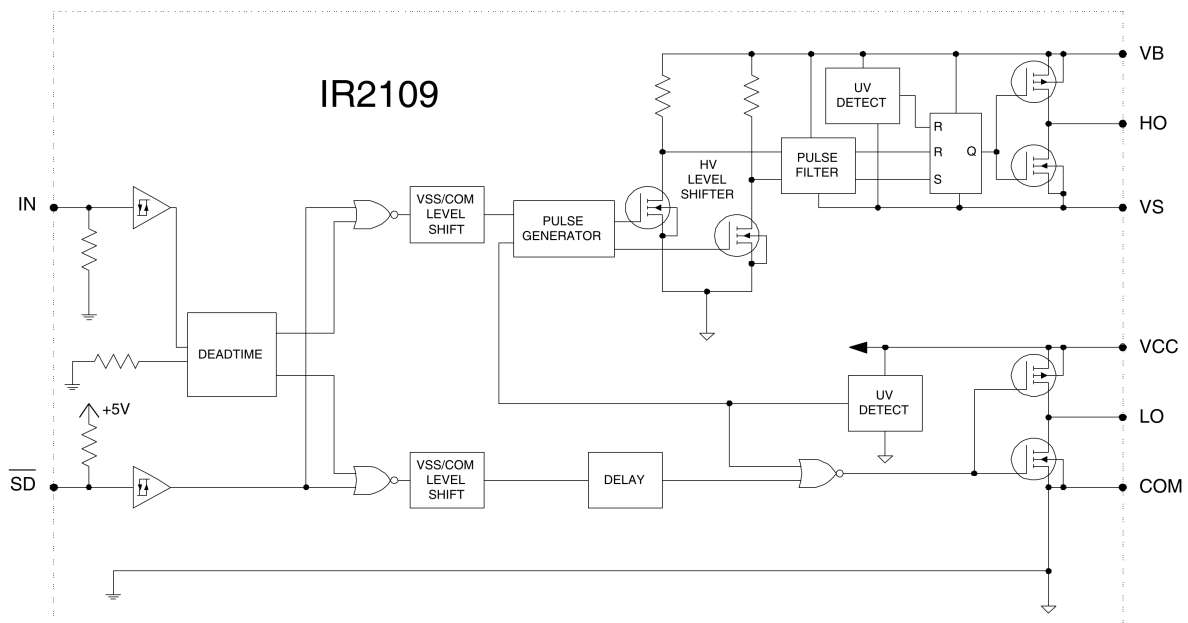 IR2109
VB
UV
DETECT
HO
R
R
Q
S
PULSE
FILTER
HV
LEVEL
SHIFTER
VS
IN
VSS/COM
LEVEL
SHIFT
PULSE
GENERATOR
DEADTIME
VCC
UV
DETECT
LO
+5V
SD
VSS/COM
LEVEL
SHIFT
DELAY
COM